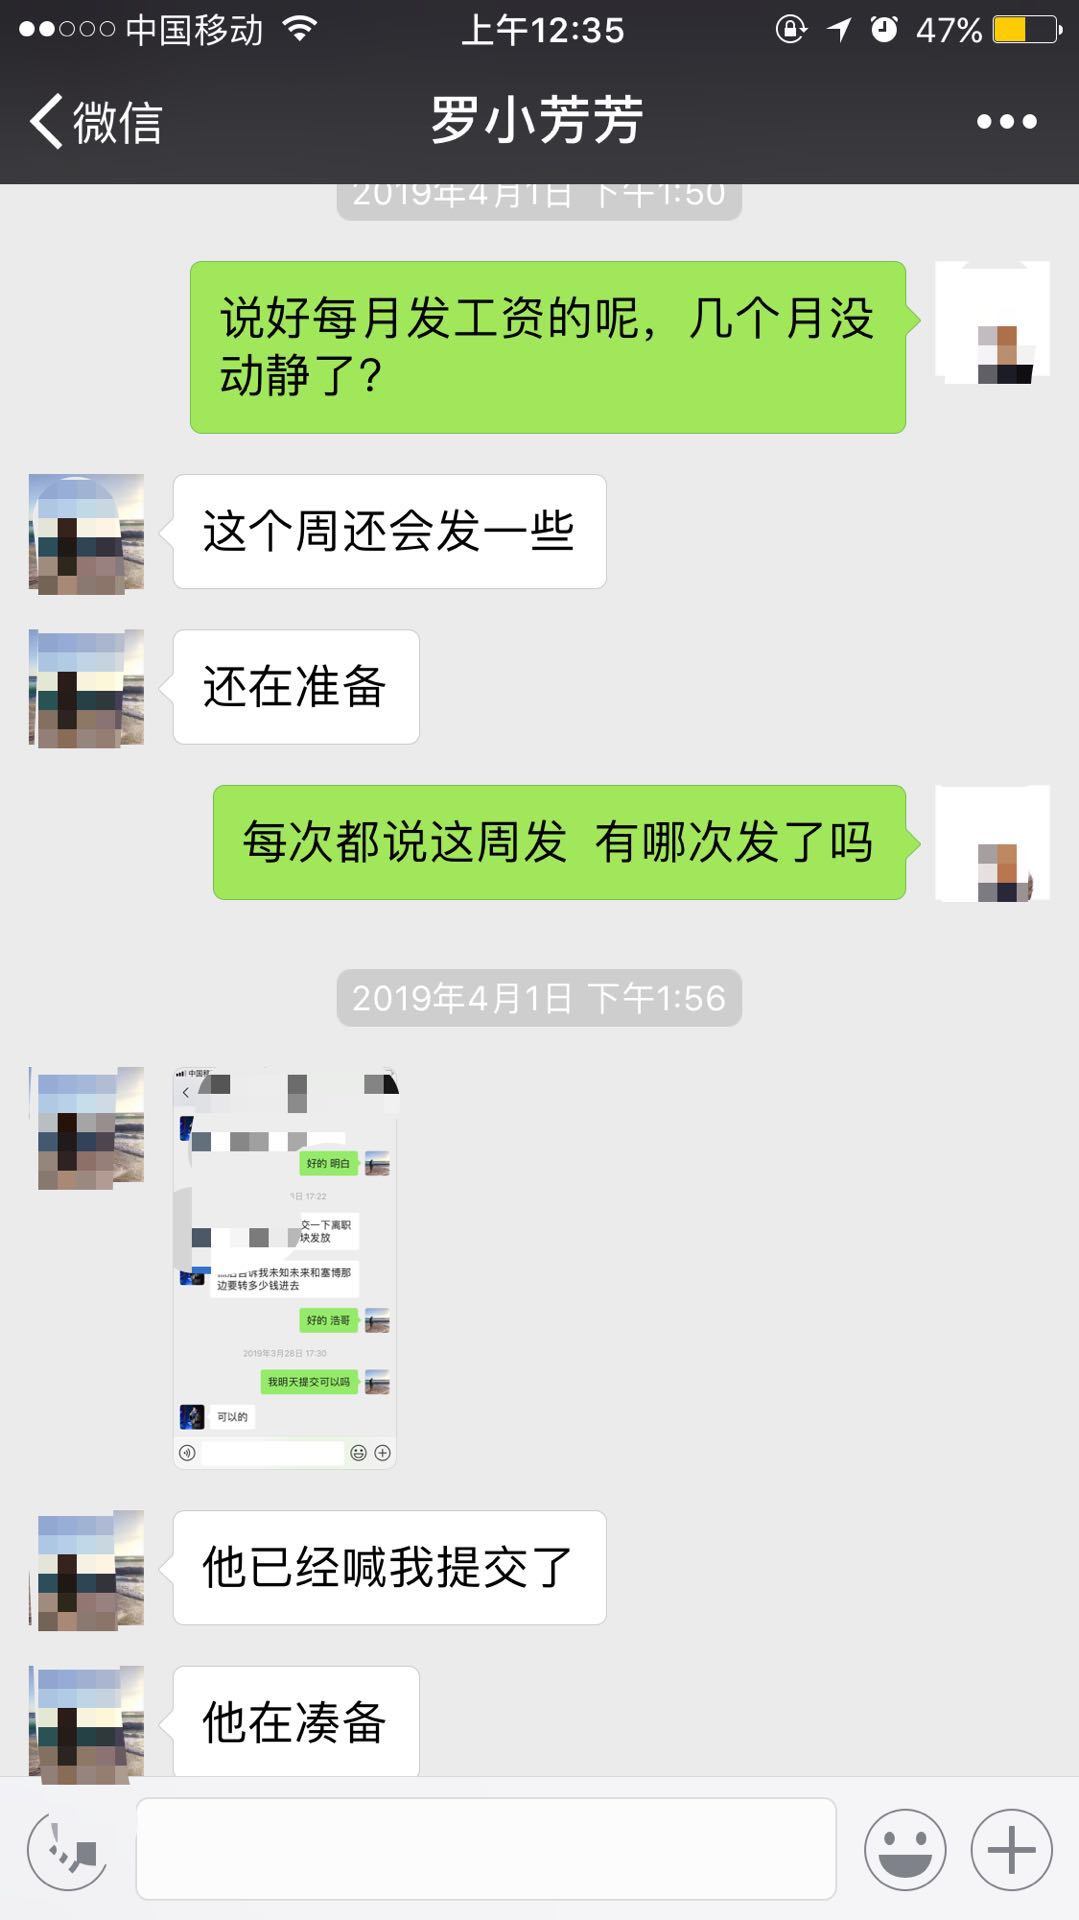 中国移动
上午12:35
47%
微信
罗小芳芳
2019年4月1日 下午1:50
说好每月发工资的呢，几个月没
动静了?
这个周还会发一些
还在准备
每次都说这周发 有哪次发了吗
2019年4月1日 下午1:56
中国移
好的 明白
日 17:22
交一下离职
块发放
告诉我未知未来和塞博那
边要转多少钱进去
好的 浩哥
2019年3月28日 17:30
我明天提交可以吗
可以的
他已经喊我提交了
他在凑备